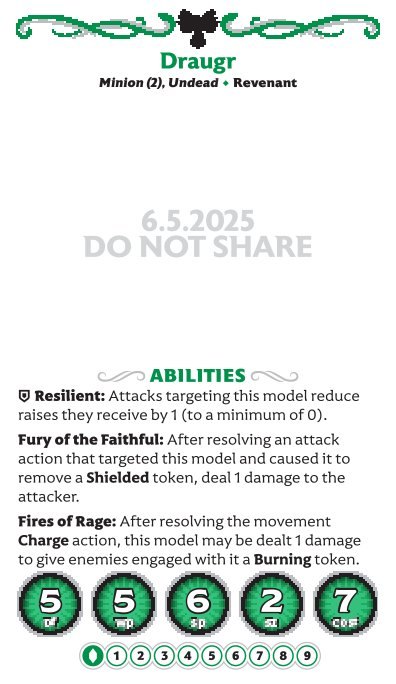 Draugr
Minion (2), Undead ⬥ Revenant
6.5.2025
DO NOT SHARE
ABILITIES
Resilient: Attacks targeting this model reduce
raises they receive by 1 (to a minimum of 0).
Fury of the Faithful: After resolving an attack
action that targeted this model and caused it to
remove a Shielded token, deal 1 damage to the
attacker.
Fires of Rage: After resolving the movement
Charge action, this model may be dealt 1 damage
to give enemies engaged with it a Burning token.
5 5 6 2 7
Df Wp Sp Sz Cost
1 2 3 4 5 6 7 8 9